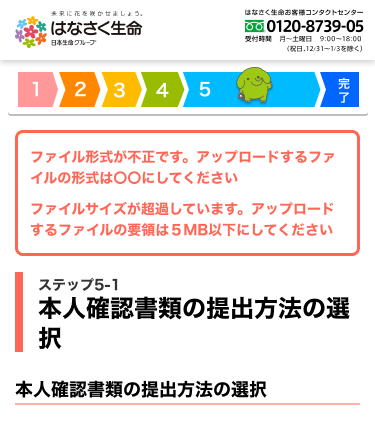 未来に花を咲かせましょう。
はなさく生命
日本生命グループ
はなさく生命お客様コンタクトセンター
0120-8739-05
受付時間 月～土曜日 9:00～18:00
(祝日、12/31～1/3を除く)
1 2 3 4 5 完了
ファイル形式が不正です。アップロードするファ
イルの形式は〇〇にしてください
ファイルサイズが超過しています。アップロード
するファイルの要領は５MB以下にしてください
ステップ5-1
本人確認書類の提出方法の選
択
本人確認書類の提出方法の選択